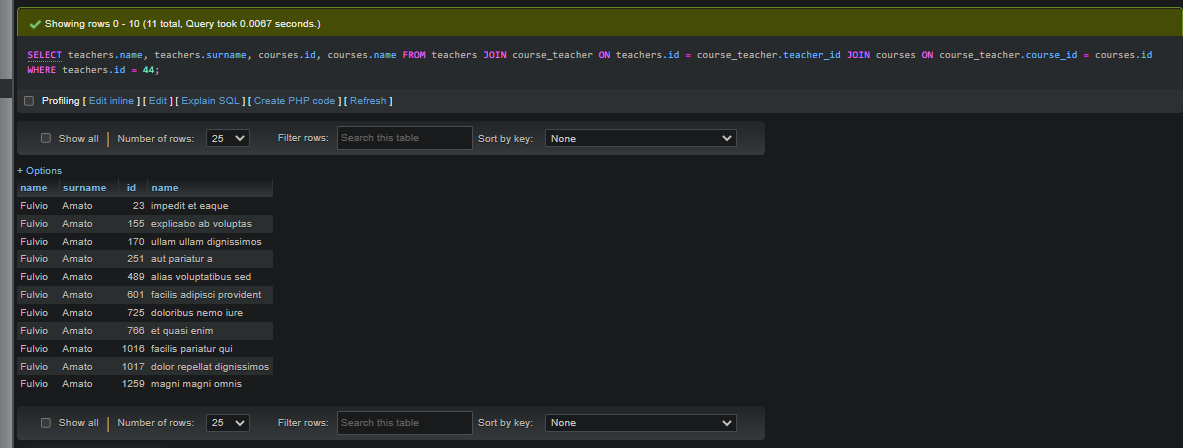 Showing rows 0 - 10 (11 total, Query took 0.0067 seconds.)
SELECT teachers.name, teachers.surname, courses.id, courses.name FROM teachers JOIN course_teacher ON teachers.id = course_teacher.teacher_id JOIN courses ON course_teacher.course_id = courses.id
WHERE teachers.id = 44;
Profiling [ Edit inline ] [ Edit ] [ Explain SQL ] [ Create PHP code ] [ Refresh ]
Show all | Number of rows: 25 Filter rows: Search this table Sort by key: None
+ Options
name surname id name
Fulvio Amato 23 impedit et eaque
Fulvio Amato 155 explicabo ab voluptas
Fulvio Amato 170 ullam ullam dignissimos
Fulvio Amato 251 aut pariatur a
Fulvio Amato 489 alias voluptatibus sed
Fulvio Amato 601 facilis adipisci provident
Fulvio Amato 725 doloribus nemo iure
Fulvio Amato 766 et quasi enim
Fulvio Amato 1016 facilis pariatur qui
Fulvio Amato 1017 dolor repellat dignissimos
Fulvio Amato 1259 magni magni omnis
Show all | Number of rows: 25 Filter rows: Search this table Sort by key: None